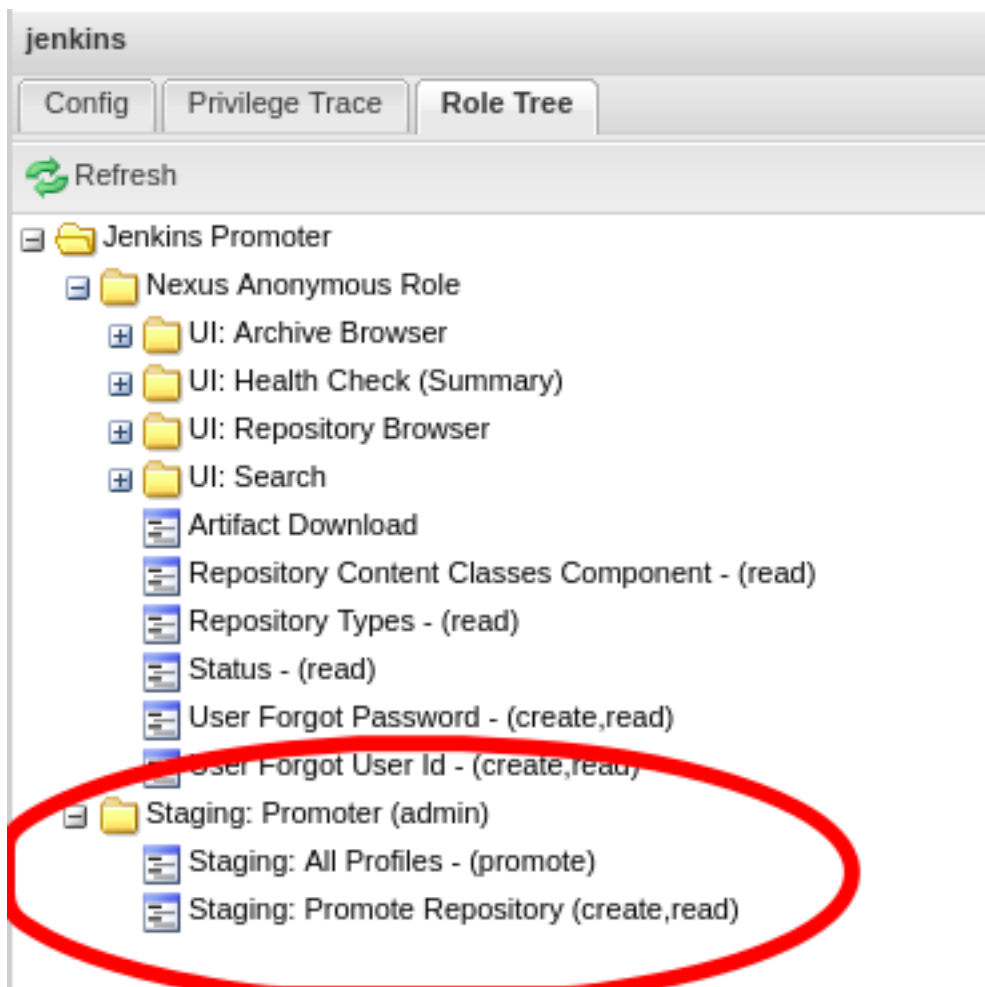 jenkins
Config Privilege Trace Role Tree
Refresh
Jenkins Promoter
Nexus Anonymous Role
UI: Archive Browser
UI: Health Check (Summary)
UI: Repository Browser
UI: Search
Artifact Download
Repository Content Classes Component - (read)
Repository Types - (read)
Status - (read)
User Forgot Password - (create,read)
User Forgot User Id - (create,read)
Staging: Promoter (admin)
Staging: All Profiles - (promote)
Staging: Promote Repository (create,read)